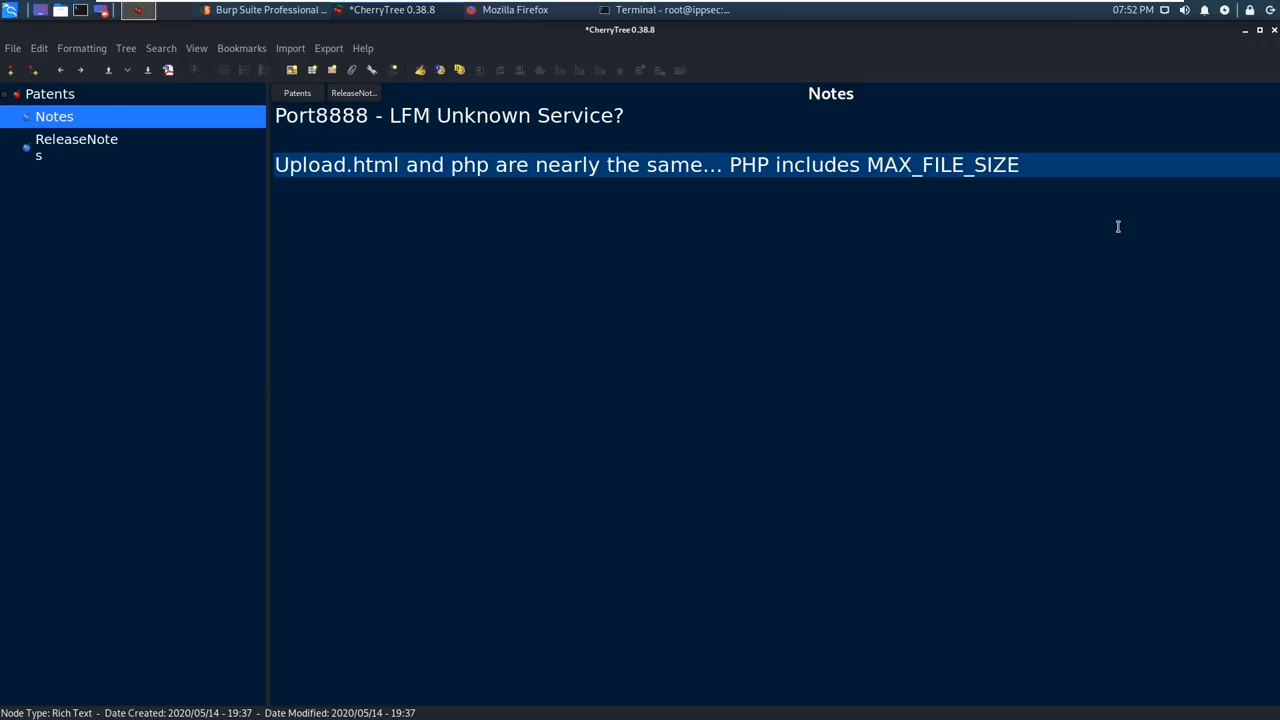 Burp Suite Professional ... *CherryTree 0.38.8 Mozilla Firefox Terminal - root@ippsec:... 07:52 PM
*CherryTree 0.38.8
File Edit Formatting Tree Search View Bookmarks Import Export Help
Patents
Notes
ReleaseNote
s
Patents ReleaseNot...
Notes
Port8888 - LFM Unknown Service?
Upload.html and php are nearly the same... PHP includes MAX_FILE_SIZE
Node Type: Rich Text - Date Created: 2020/05/14 - 19:37 - Date Modified: 2020/05/14 - 19:37